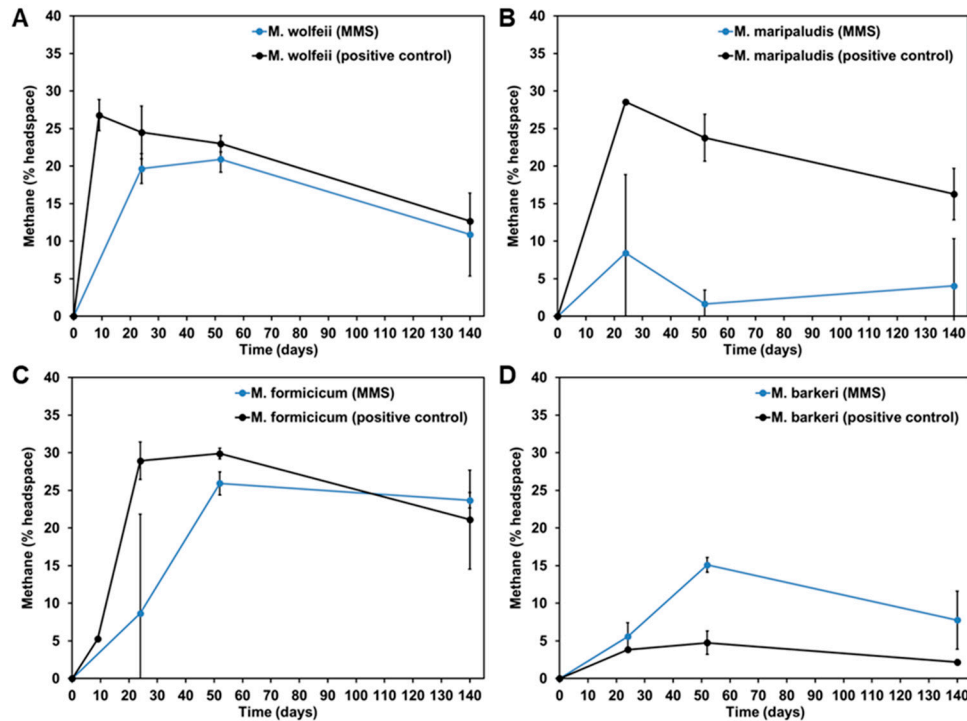 A
M. wolfeii (MMS)
M. wolfeii (positive control)
Methane (% headspace)
40
35
30
25
20
15
10
5
0
0 10 20 30 40 50 60 70 80 90 100 110 120 130 140
Time (days)
B
M. maripaludis (MMS)
M. maripaludis (positive control)
Methane (% headspace)
40
35
30
25
20
15
10
5
0
0 10 20 30 40 50 60 70 80 90 100 110 120 130 140
Time (days)
C
M. formicicum (MMS)
M. formicicum (positive control)
Methane (% headspace)
40
35
30
25
20
15
10
5
0
0 10 20 30 40 50 60 70 80 90 100 110 120 130 140
Time (days)
D
M. barkeri (MMS)
M. barkeri (positive control)
Methane (% headspace)
40
35
30
25
20
15
10
5
0
0 10 20 30 40 50 60 70 80 90 100 110 120 130 140
Time (days)